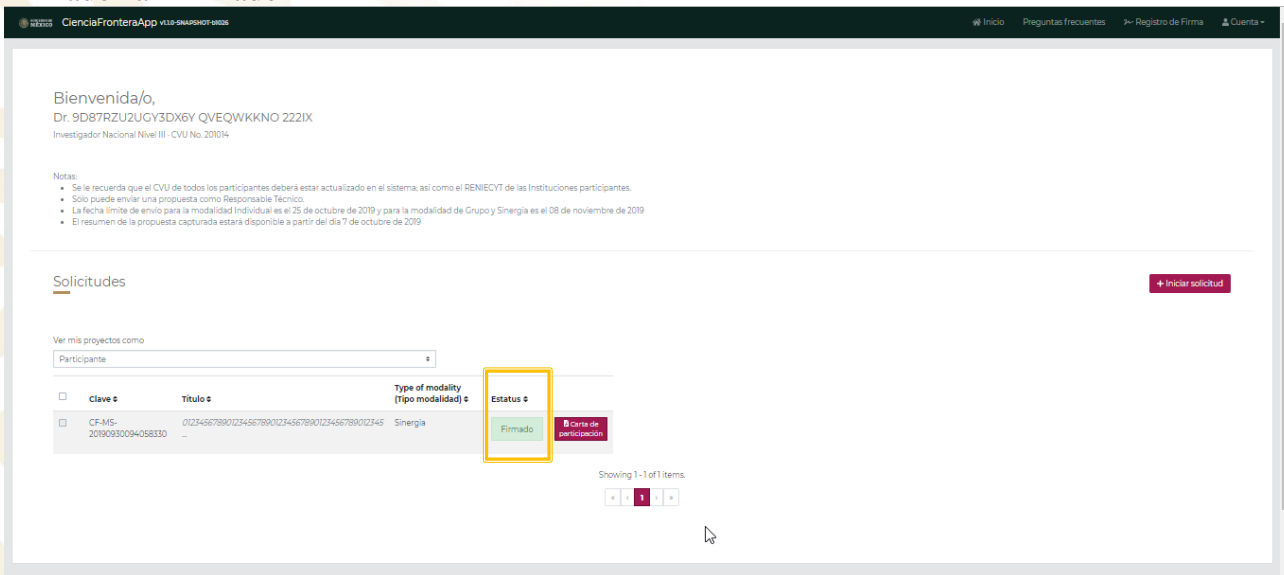 GOBIERNO DE MÉXICO CienciaFronteraApp v1.1.0-SNAPSHOT-b1026 Inicio Preguntas frecuentes Registro de Firma Cuenta
Bienvenida/o,
Dr. 9D87RZU2UGY3DX6Y QVEQWKKNO 222IX
Investigador Nacional Nivel III - CVU No. 201014
Notas:
Se le recuerda que el CVU de todos los participantes deberá estar actualizado en el sistema; así como el RENIECYT de las Instituciones participantes.
Sólo puede enviar una propuesta como Responsable Técnico.
La fecha límite de envío para la modalidad Individual es el 25 de octubre de 2019 y para la modalidad de Grupo y Sinergia es el 08 de noviembre de 2019
El resumen de la propuesta capturada estará disponible a partir del día 7 de octubre de 2019
Solicitudes
+ Iniciar solicitud
Ver mis proyectos como
Participante
Clave Título Type of modality (Tipo modalidad) Estatus
CF-MS-20190930094058330 0123456789012345678901234567890123456789012345 ... Sinergia Firmado Carta de participación
Showing 1 - 1 of 1 items.
« ‹ 1 › »